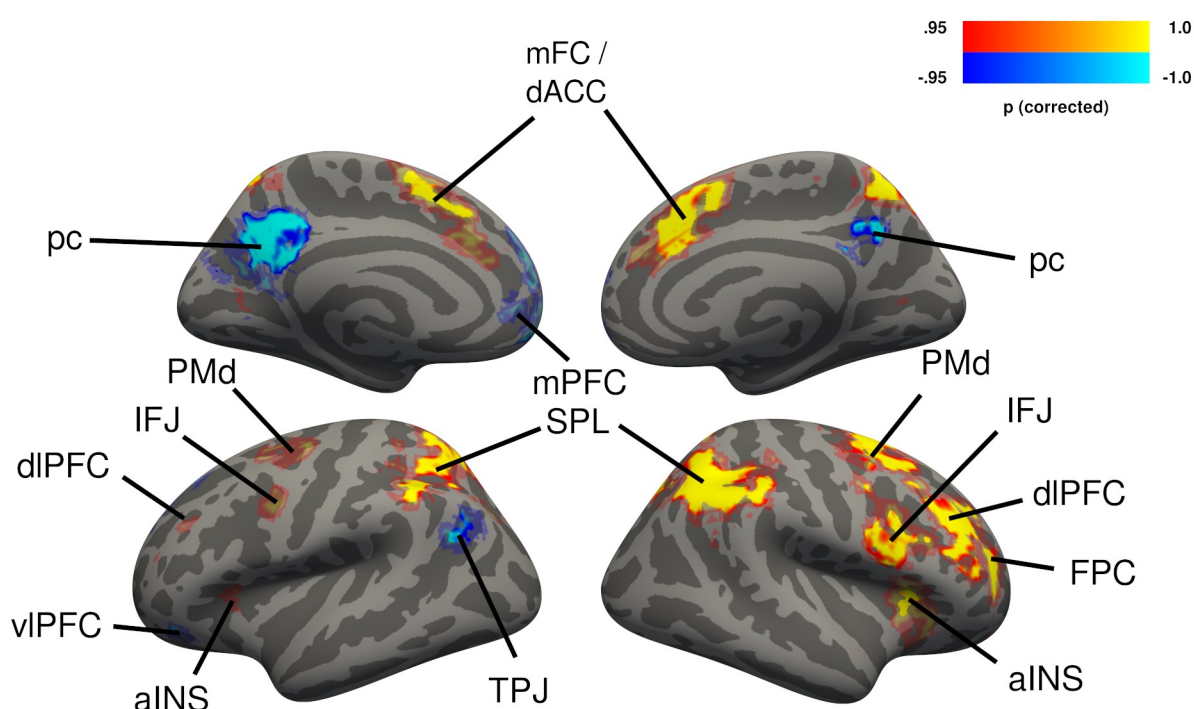 .95 1.0
-.95 -1.0
p (corrected)
mFC /
dACC
pc
pc
mPFC
PMd
PMd
IFJ
SPL
IFJ
dlPFC
dlPFC
FPC
vlPFC
aINS
TPJ
aINS